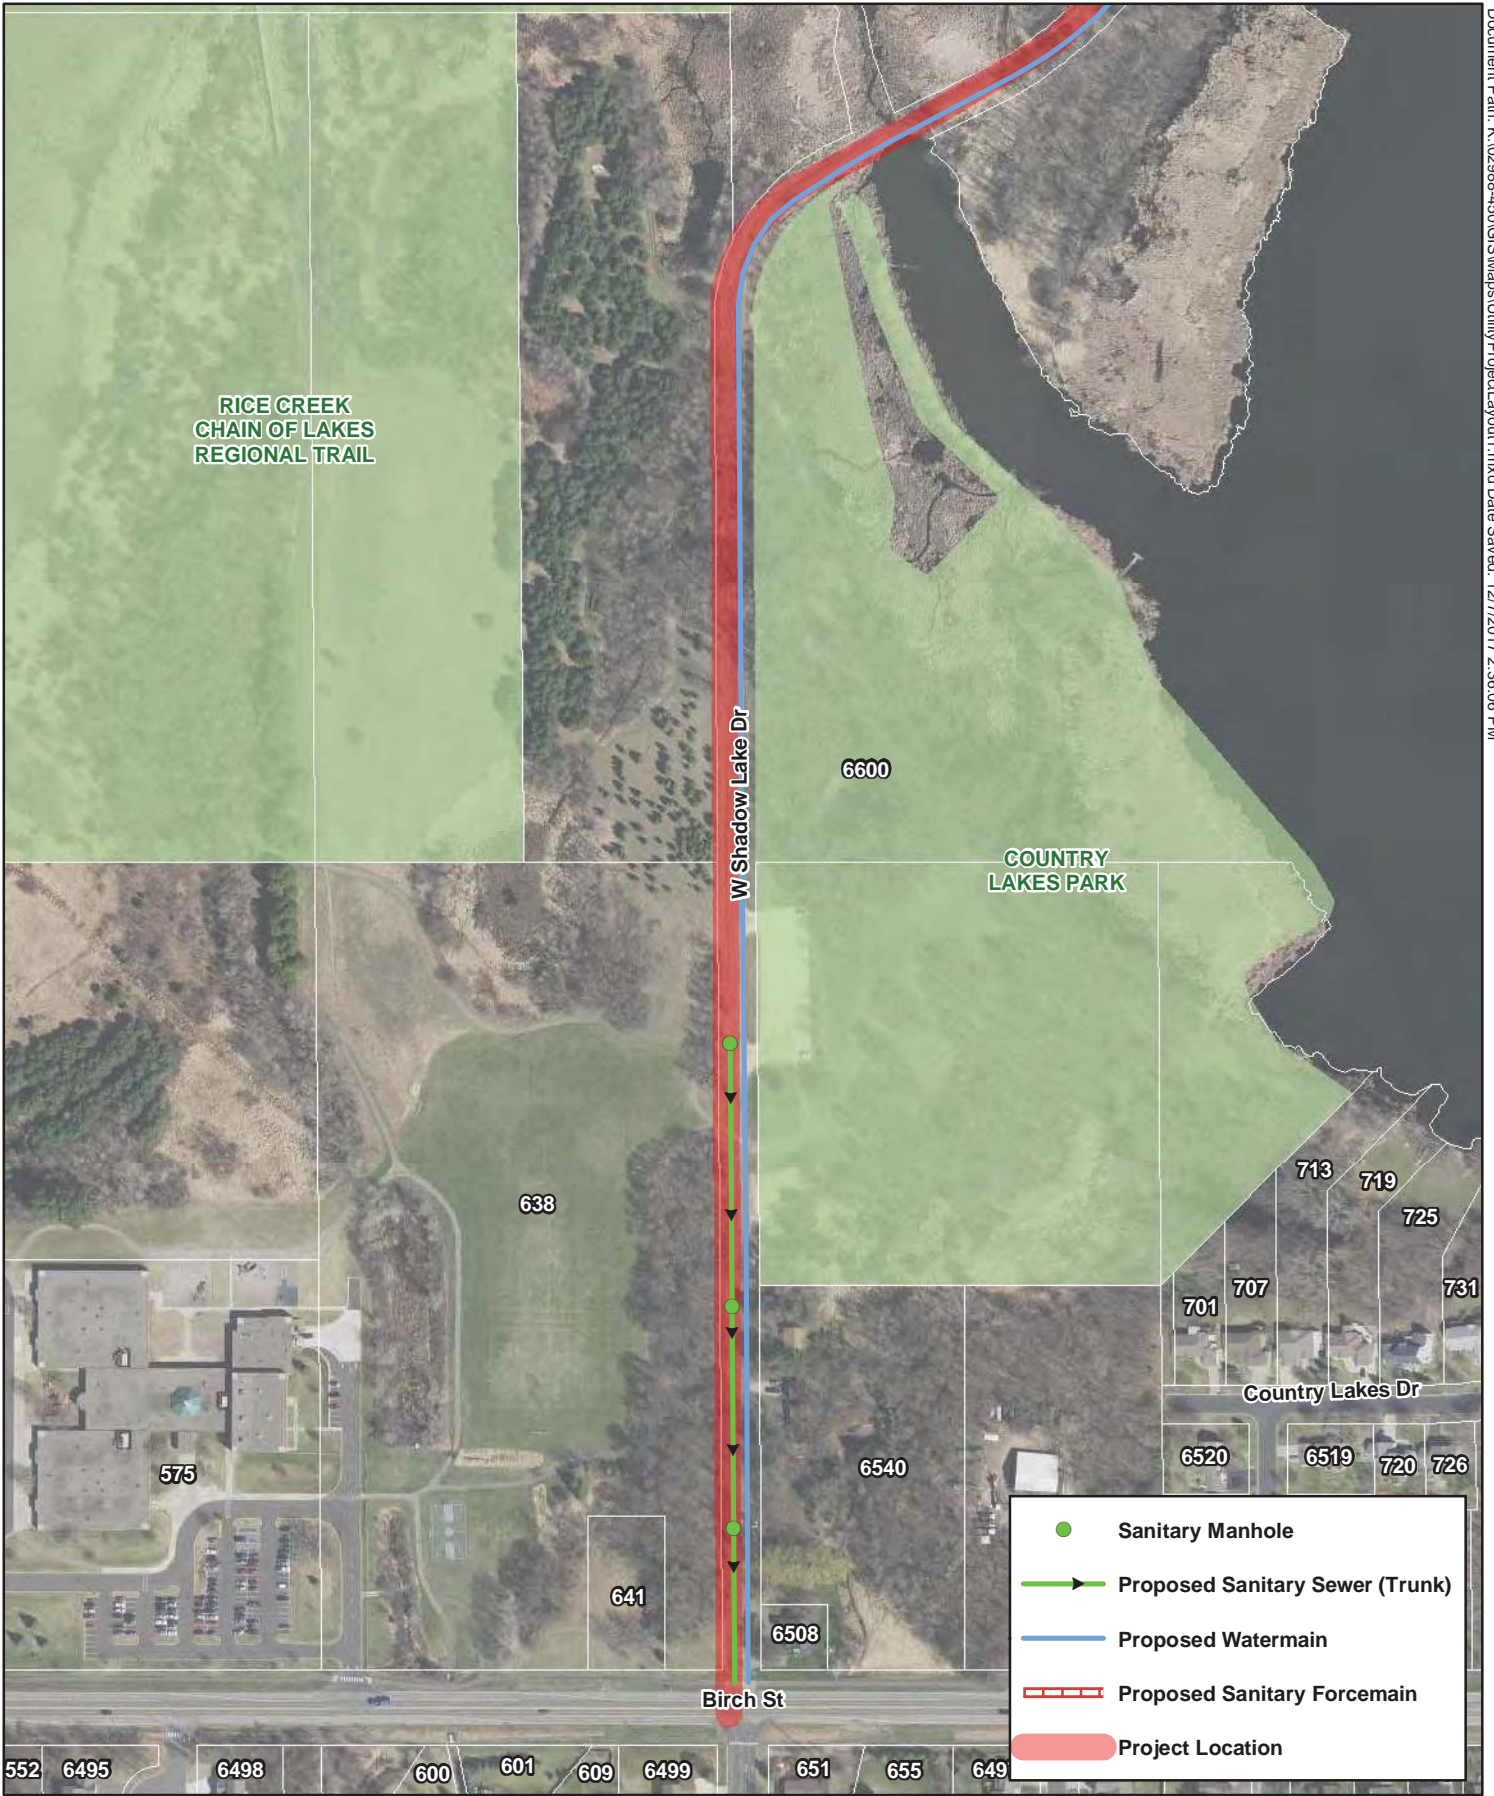 RICE CREEK
CHAIN OF LAKES
REGIONAL TRAIL
W Shadow Lake Dr
6600
COUNTRY
LAKES PARK
638
713
719
725
731
707
701
Country Lakes Dr
575
6540
6520
6519
720
726
641
6508
Birch St
552
6495
6498
600
601
609
6499
651
655
649
Sanitary Manhole
Proposed Sanitary Sewer (Trunk)
Proposed Watermain
Proposed Sanitary Forcemain
Project Location